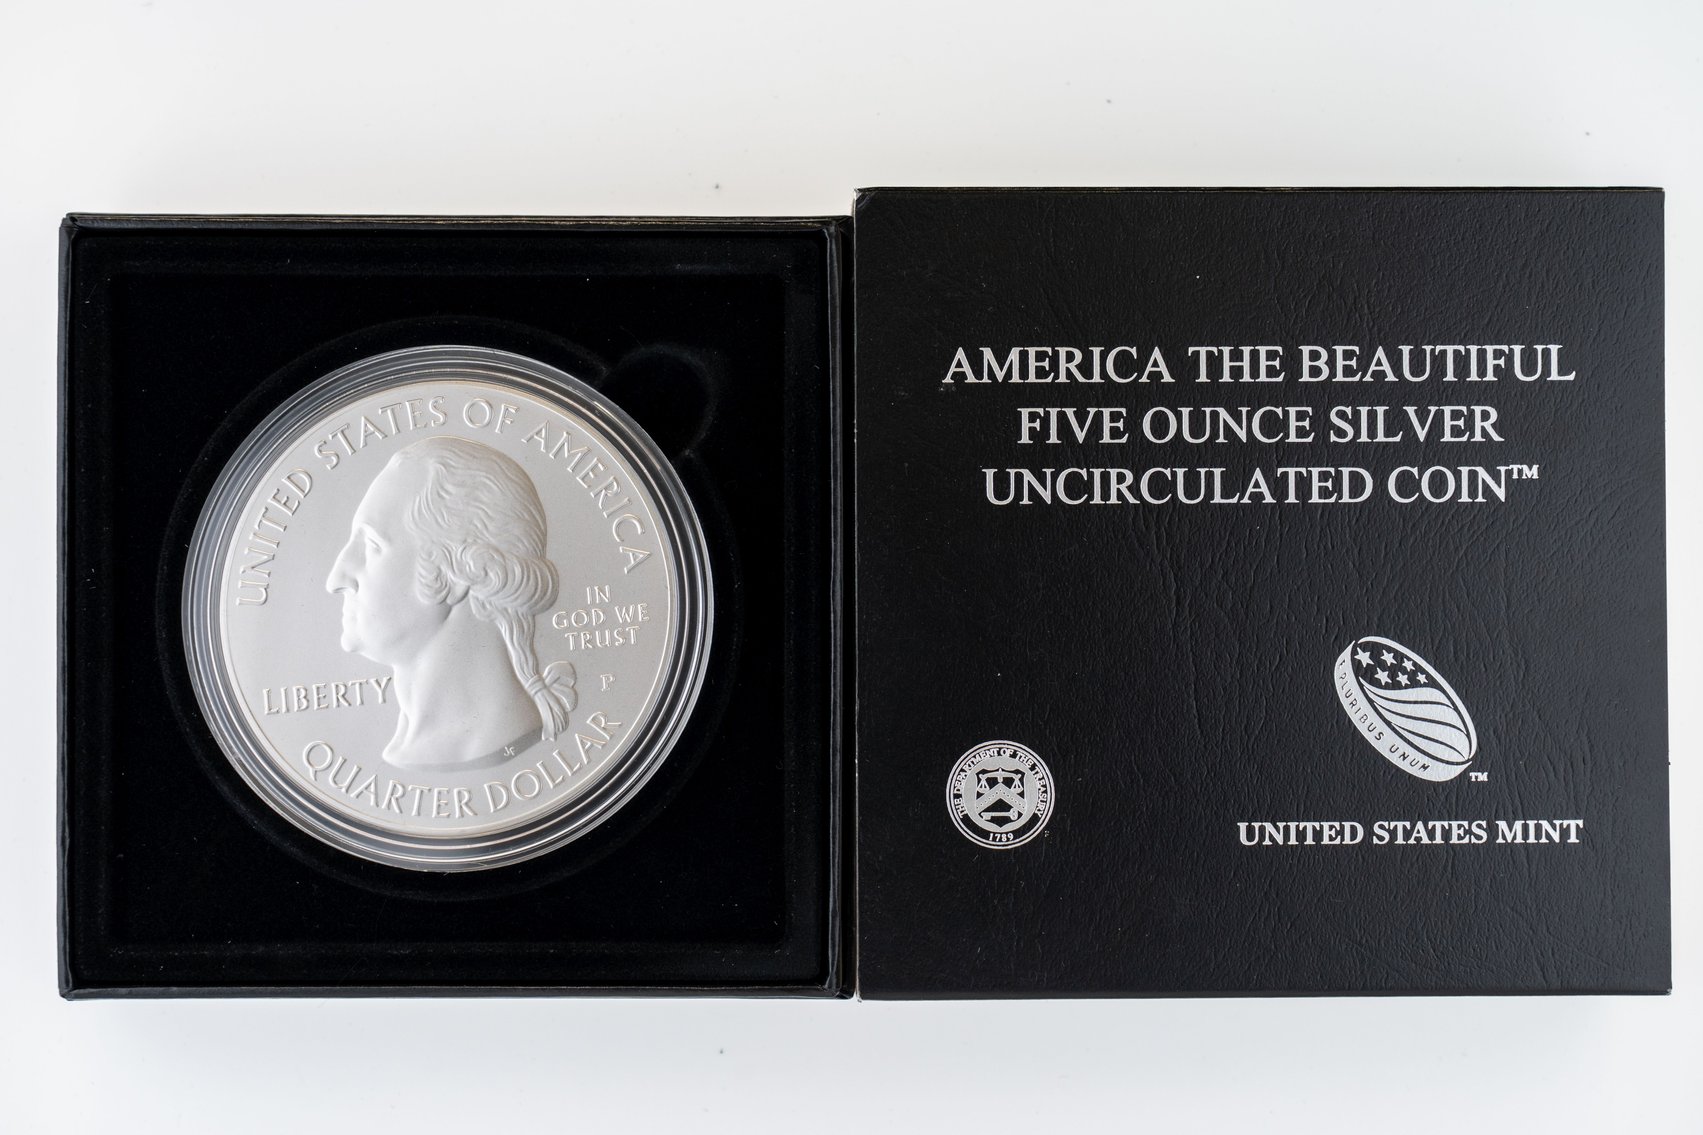 UNITED STATES OF AMERICA
IN
GOD WE
TRUST
P
LIBERTY
JF
QUARTER DOLLAR
AMERICA THE BEAUTIFUL
FIVE OUNCE SILVER
UNCIRCULATED COIN™
E PLURIBUS UNUM
TM
THE DEPARTMENT OF THE TREASURY
1789
UNITED STATES MINT